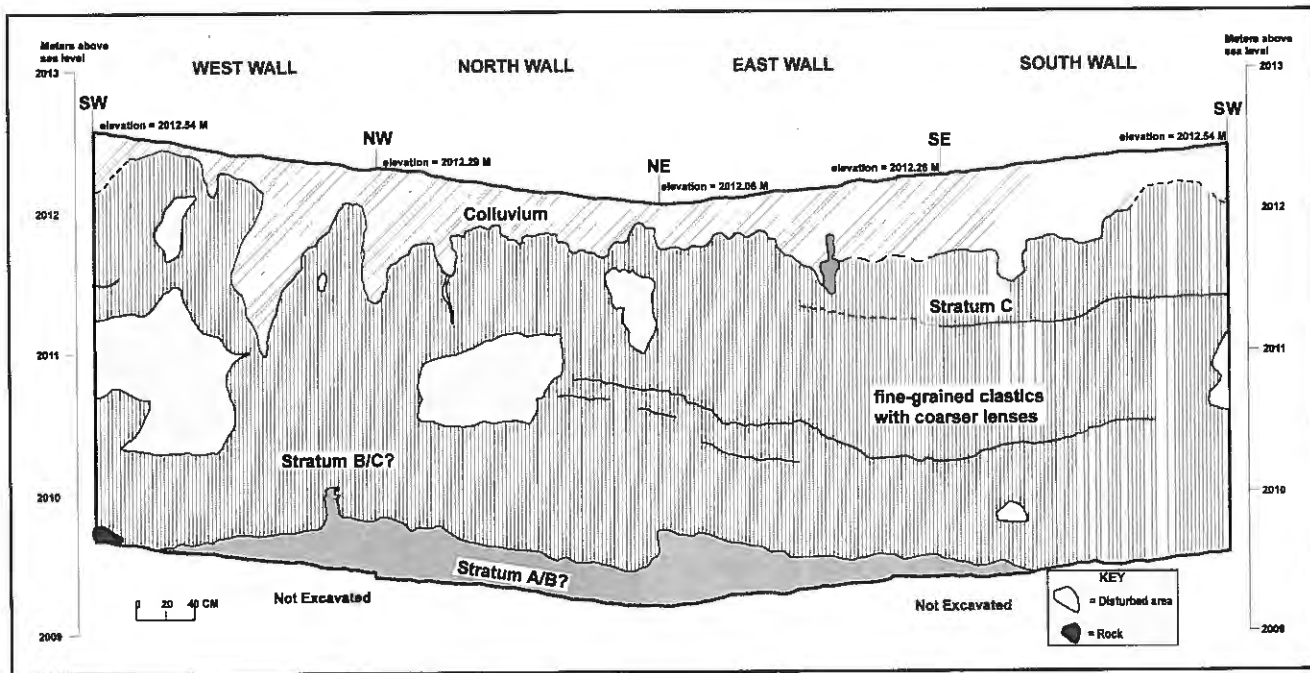 Meters above
sea level
WEST WALL
NORTH WALL
EAST WALL
SOUTH WALL
Meters above
sea level
2013
2013
SW
SW
elevation = 2012.54 M
elevation = 2012.54 M
NW
SE
elevation = 2012.29 M
elevation = 2012.26 M
NE
elevation = 2012.06 M
2012
2012
Colluvium
Stratum C
2011
2011
fine-grained clastics
with coarser lenses
Stratum B/C?
2010
2010
Stratum A/B?
Not Excavated
Not Excavated
0 20 40 CM
KEY
= Disturbed area
= Rock
2009
2009